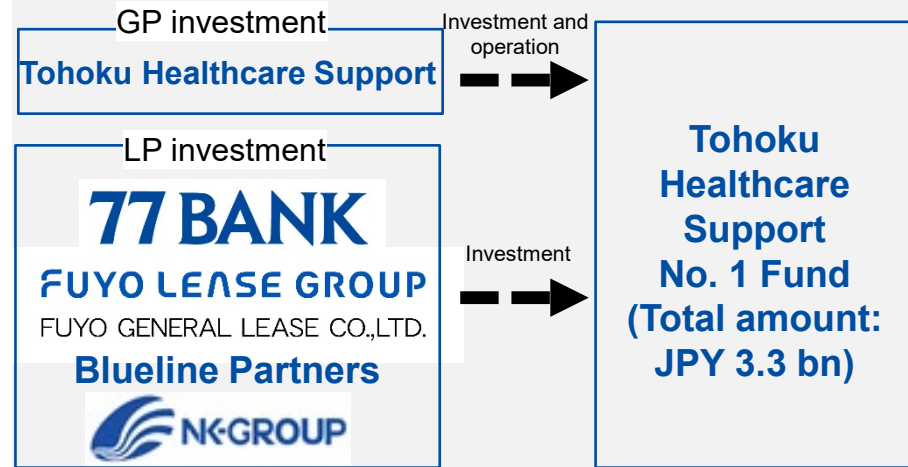 GP investment
Tohoku Healthcare Support
Investment and
operation
LP investment
77 BANK
FUYO LEASE GROUP
FUYO GENERAL LEASE CO.,LTD.
Blueline Partners
NK-GROUP
Investment
Tohoku
Healthcare
Support
No. 1 Fund
(Total amount:
JPY 3.3 bn)